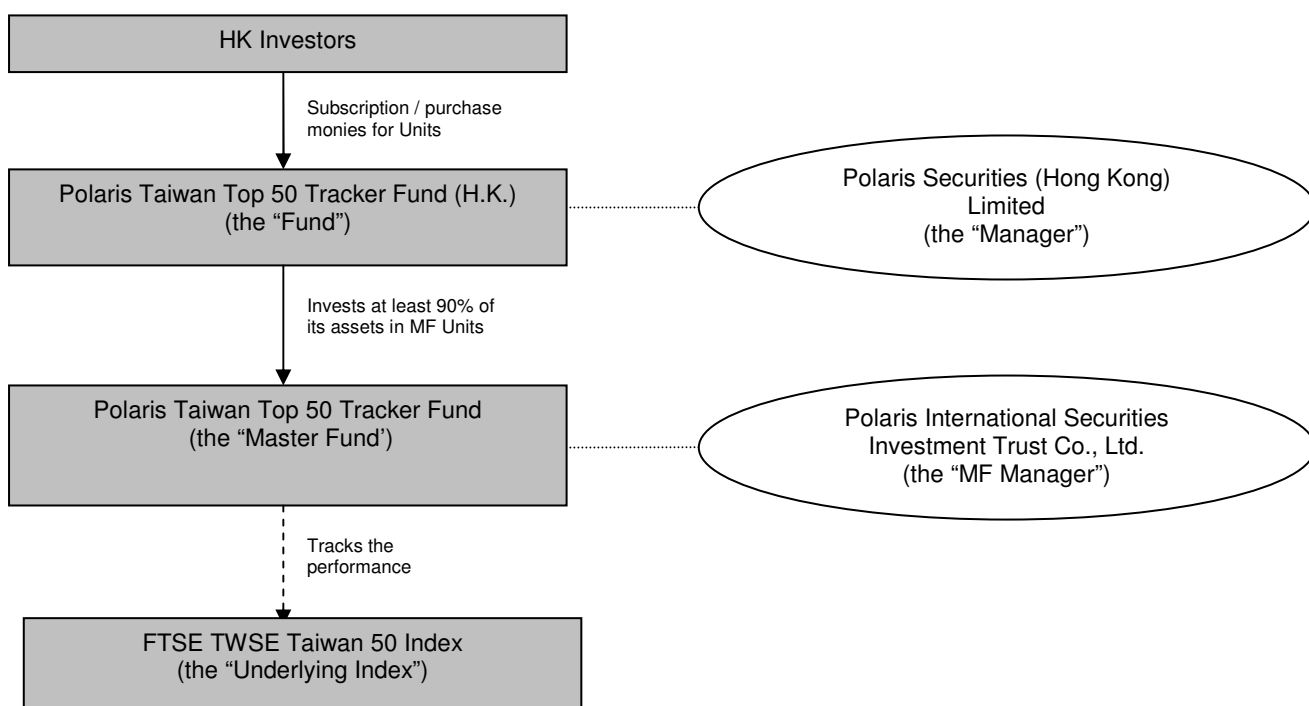 HK Investors
Subscription / purchase
monies for Units
Polaris Taiwan Top 50 Tracker Fund (H.K.)
(the “Fund”)
Polaris Securities (Hong Kong)
Limited
(the “Manager”)
Invests at least 90% of
its assets in MF Units
Polaris Taiwan Top 50 Tracker Fund
(the “Master Fund’)
Polaris International Securities
Investment Trust Co., Ltd.
(the “MF Manager”)
Tracks the
performance
FTSE TWSE Taiwan 50 Index
(the “Underlying Index”)